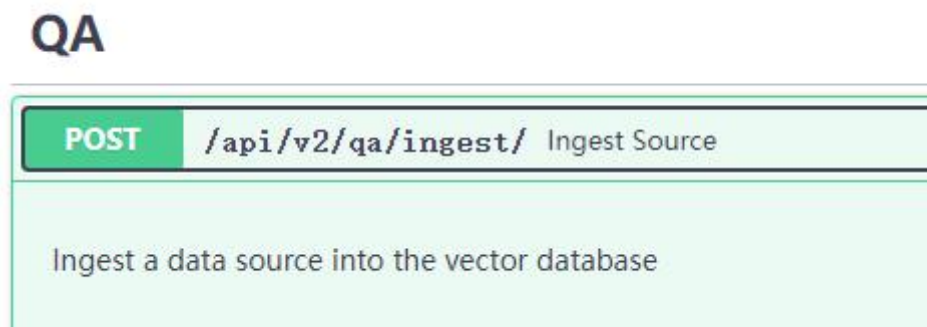 QA
POST /api/v2/qa/ingest/ Ingest Source
Ingest a data source into the vector database